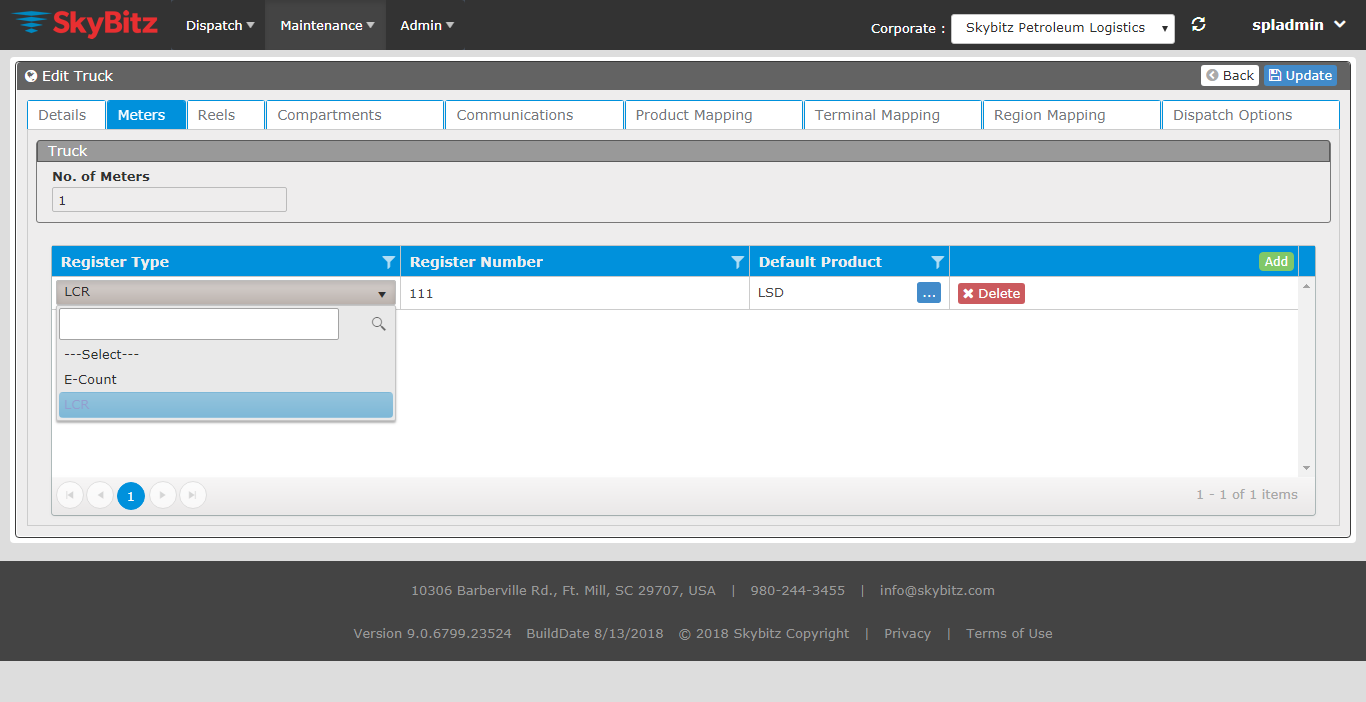 SkyBitz Dispatch Maintenance Admin Corporate : Skybitz Petroleum Logistics spladmin
Edit Truck Back Update
Details Meters Reels Compartments Communications Product Mapping Terminal Mapping Region Mapping Dispatch Options
Truck
No. of Meters
1
Register Type Register Number Default Product Add
LCR 111 LSD ... Delete
---Select---
E-Count
LCR
1 1 - 1 of 1 items
10306 Barberville Rd., Ft. Mill, SC 29707, USA | 980-244-3455 | info@skybitz.com
Version 9.0.6799.23524 BuildDate 8/13/2018 © 2018 Skybitz Copyright | Privacy | Terms of Use